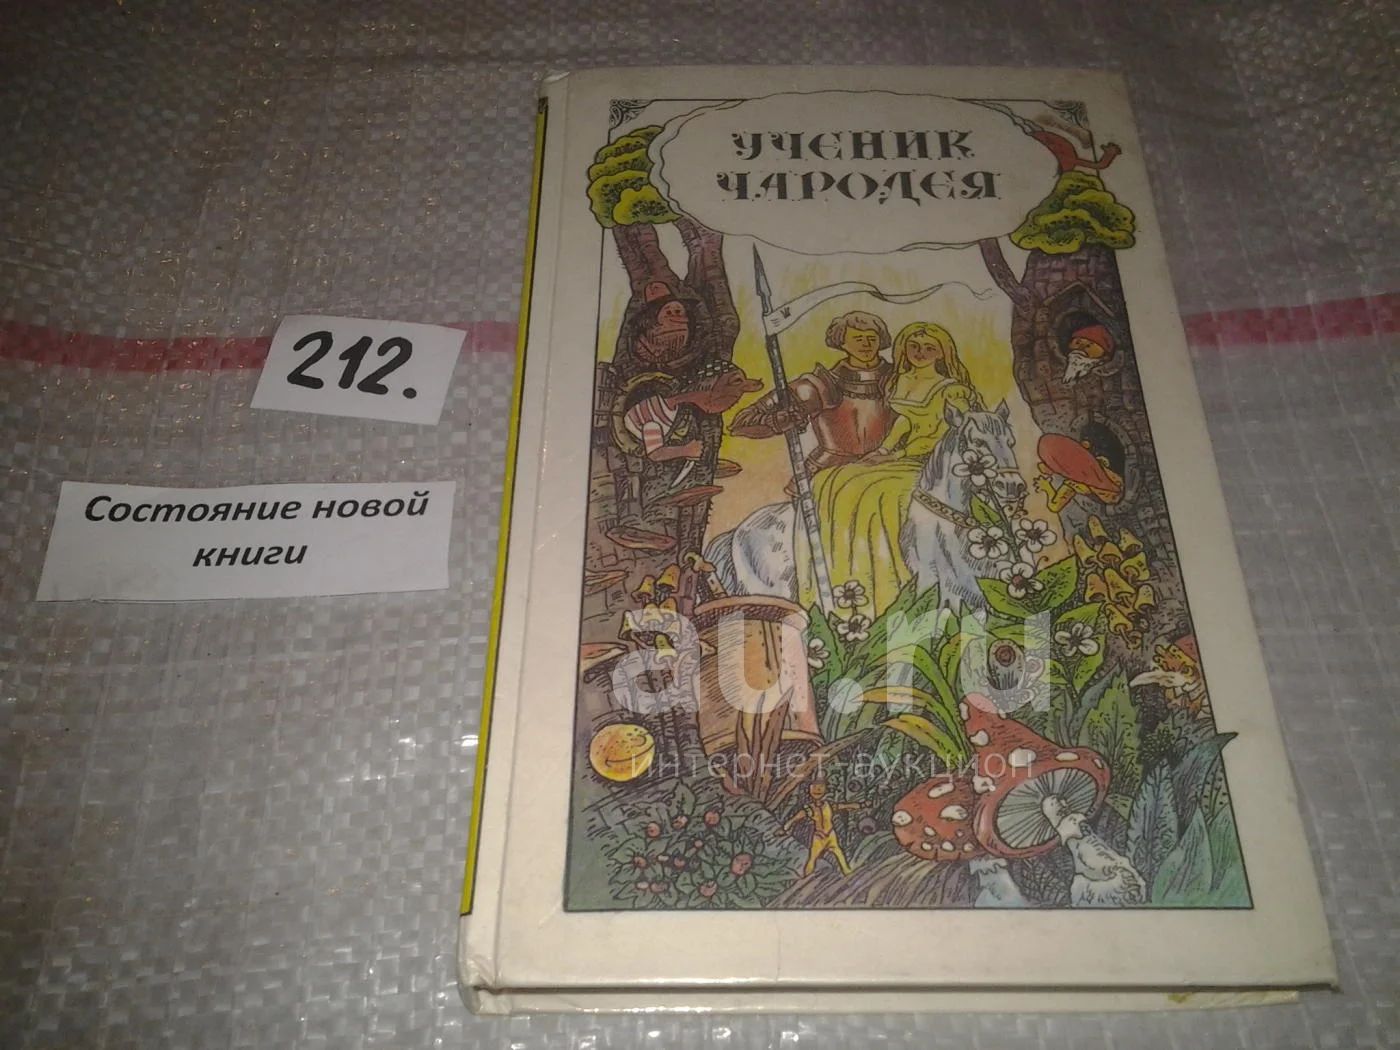 УЧЕНИК
ЧАРОДЕЯ
212.
Состояние новой
книги
au.ru
интернет-аукцион